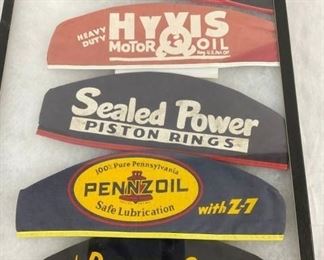 HEAVY
DUTY
HYVIS
MOTOR & OIL
Reg. U.S. Pat. Off.
Sealed Power
PISTON RINGS
100% Pure Pennsylvania
PENNZOIL
Safe Lubrication
with Z-7